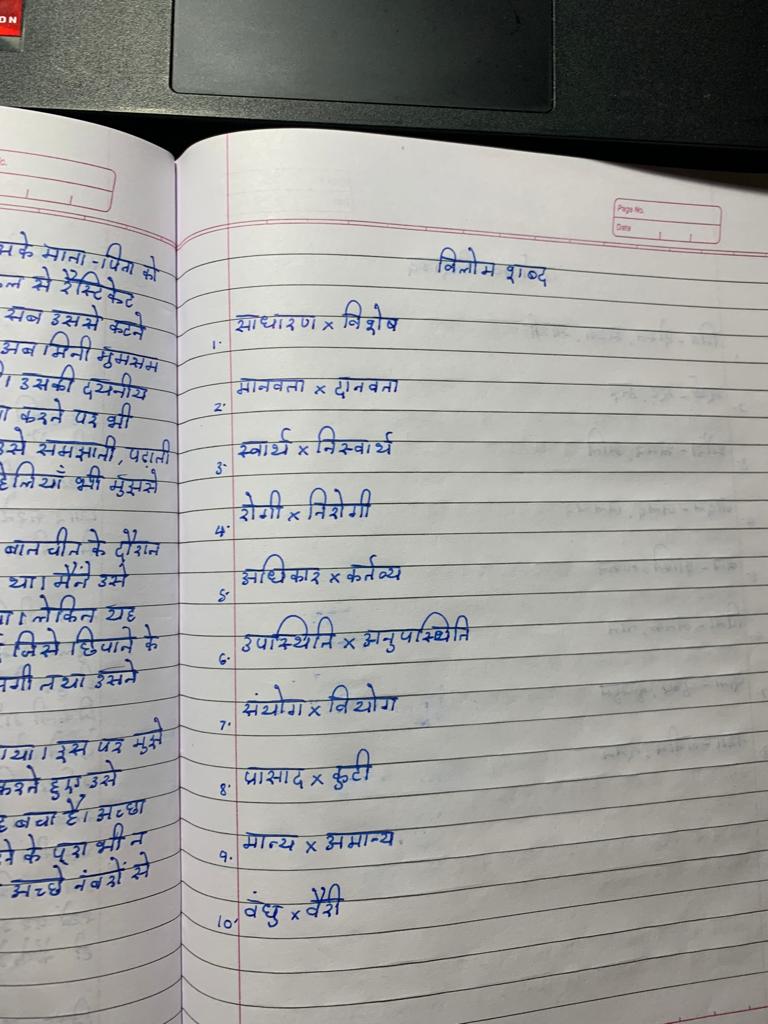 ON
के माता-पिता को
से रैस्टिकेट
सब उससे कटने
अब मिनी गुमसम
। उसकी दयनीय
करने पर भी
उसे समझाती, पढ़ाती
भी मुझसे
बातचीत के दौरान
था। मैंने उसे
। लेकिन यह
जिसे छिपाने के
तथा उसने
गया। इस पर मुझे
करते हुए उसे
बचा है। अच्छा
के पूरा भी न
अच्छे नंबरों से
Page No.
Date
विलोम शब्द
1. साधारण × विशेष
2. मानवता × दानवता
3. स्वार्थ × निस्वार्थ
4. रोगी × निरोगी
5. अधिकार × कर्तव्य
6. उपस्थिति × अनुपस्थिति
7. संयोग × वियोग
8. प्रासाद × कुटी
9. मान्य × अमान्य
10. बंधु × वैरी